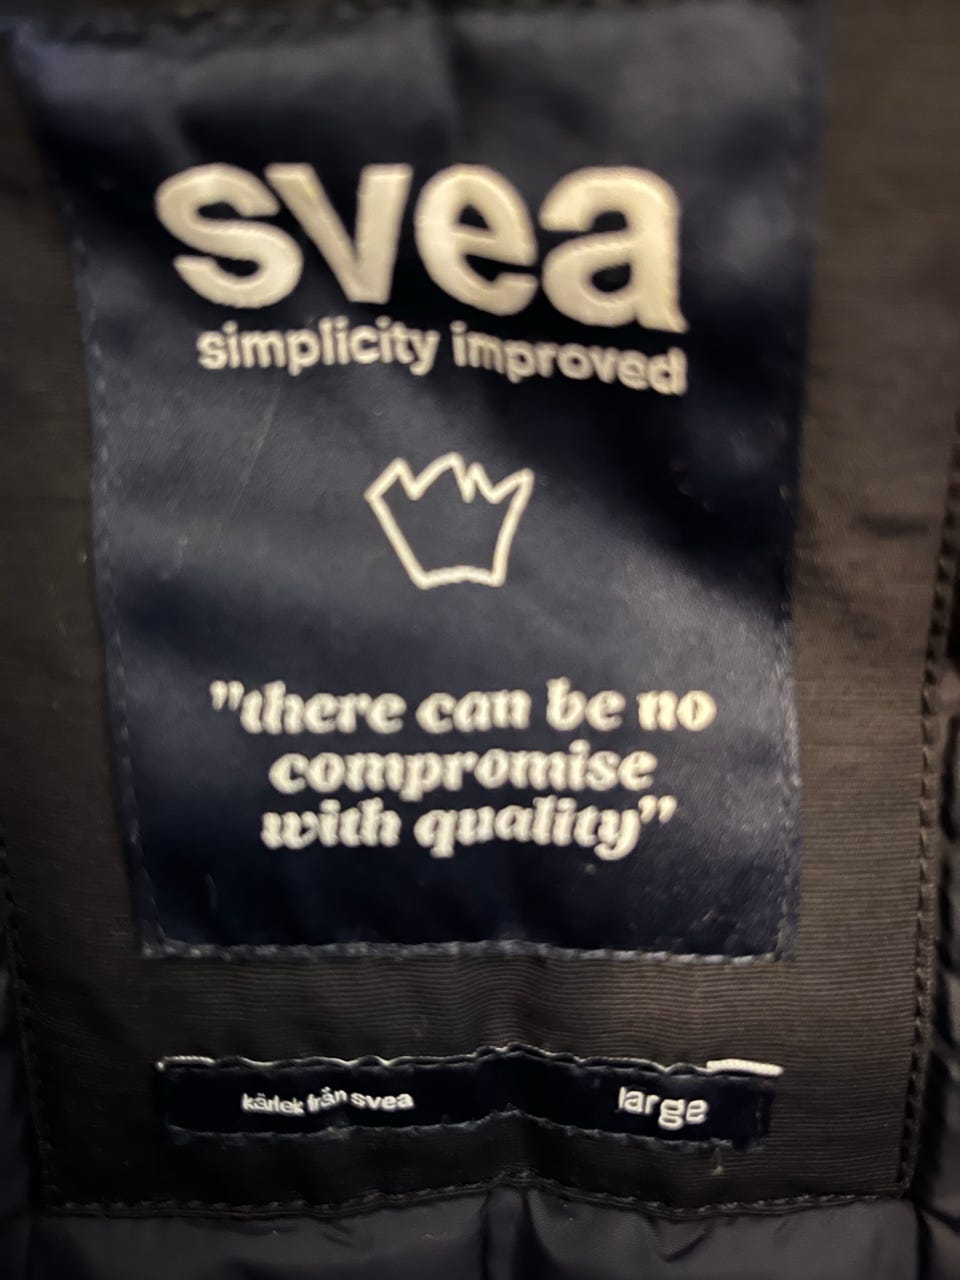 svea
simplicity improved
”there can be no
compromise
with quality”
kärlek från svea
large